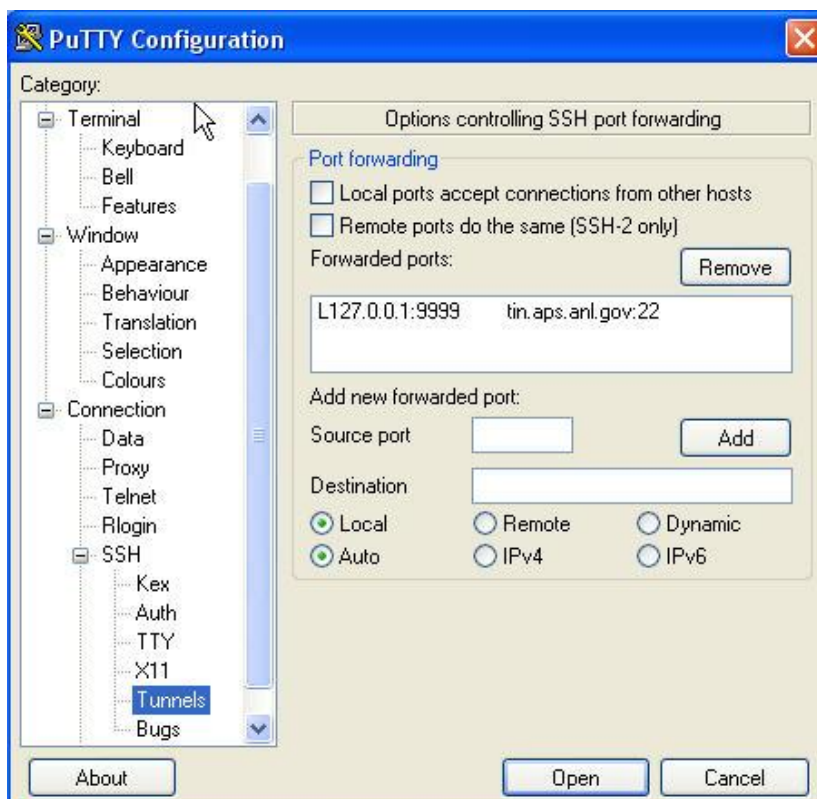 PuTTY Configuration
Category:
Terminal
Keyboard
Bell
Features
Window
Appearance
Behaviour
Translation
Selection
Colours
Connection
Data
Proxy
Telnet
Rlogin
SSH
Kex
Auth
TTY
X11
Tunnels
Bugs
Options controlling SSH port forwarding
Port forwarding
Local ports accept connections from other hosts
Remote ports do the same (SSH-2 only)
Forwarded ports:
Remove
L127.0.0.1:9999 tin.aps.anl.gov:22
Add new forwarded port:
Source port
Add
Destination
Local Remote Dynamic
Auto IPv4 IPv6
About
Open
Cancel